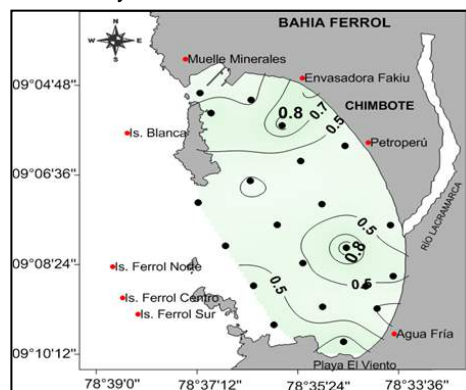 BAHIA FERROL
N
W E
S
Muelle Minerales
09°04'48"
Envasadora Fakiu
0.7
0.8
CHIMBOTE
0.5
Is. Blanca
Petroperú
09°06'36"
RÍO LACRAMARCA
0.5
0.8
09°08'24"
Is. Ferrol Norte
0.5
0.5
Is. Ferrol Centro
Is. Ferrol Sur
Agua Fría
09°10'12"
Playa El Viento
78°39'0" 78°37'12" 78°35'24" 78°33'36"